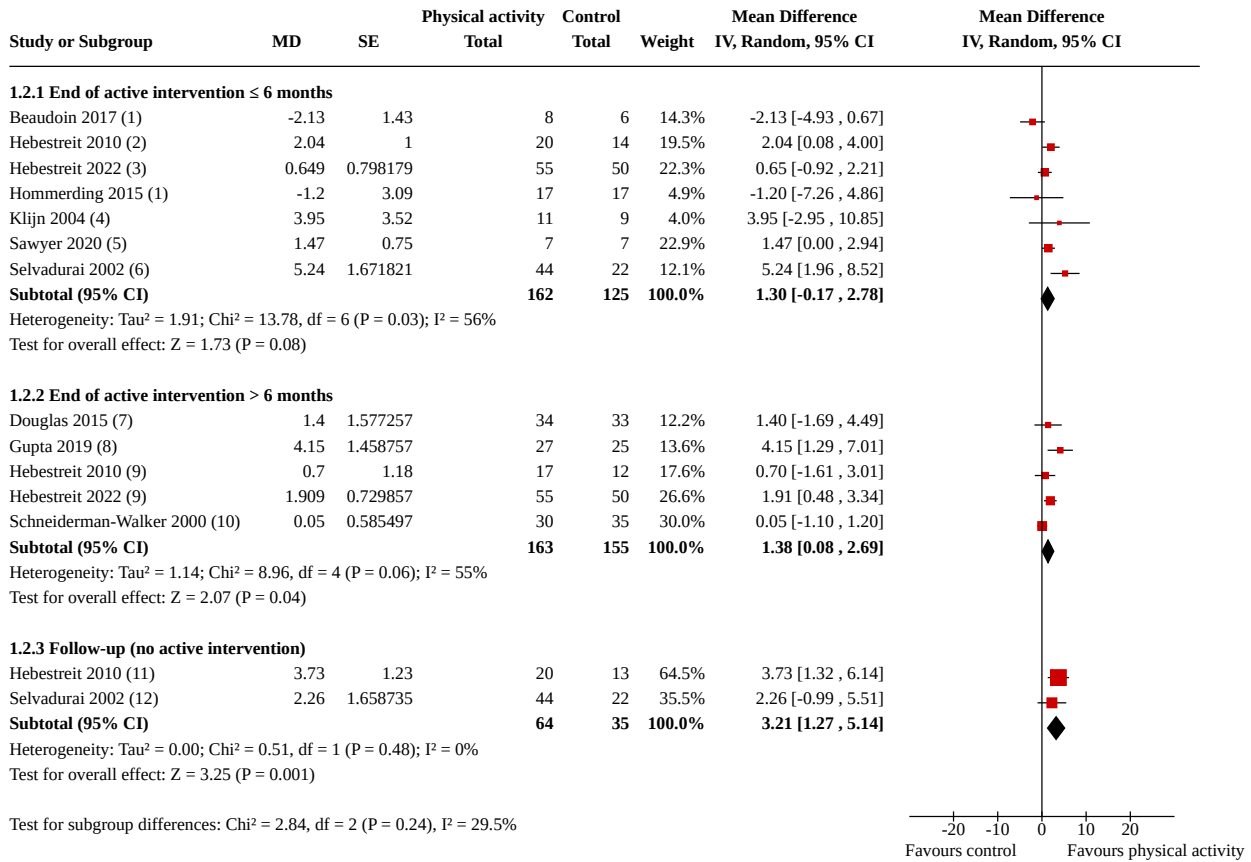 Physical activity Control Mean Difference Mean Difference
Study or Subgroup MD SE Total Total Weight IV, Random, 95% CI IV, Random, 95% CI
1.2.1 End of active intervention ≤ 6 months
Beaudoin 2017 (1) -2.13 1.43 8 6 14.3% -2.13 [-4.93 , 0.67]
Hebestreit 2010 (2) 2.04 1 20 14 19.5% 2.04 [0.08 , 4.00]
Hebestreit 2022 (3) 0.649 0.798179 55 50 22.3% 0.65 [-0.92 , 2.21]
Hommerding 2015 (1) -1.2 3.09 17 17 4.9% -1.20 [-7.26 , 4.86]
Klijn 2004 (4) 3.95 3.52 11 9 4.0% 3.95 [-2.95 , 10.85]
Sawyer 2020 (5) 1.47 0.75 7 7 22.9% 1.47 [0.00 , 2.94]
Selvadurai 2002 (6) 5.24 1.671821 44 22 12.1% 5.24 [1.96 , 8.52]
Subtotal (95% CI) 162 125 100.0% 1.30 [-0.17 , 2.78]
Heterogeneity: Tau² = 1.91; Chi² = 13.78, df = 6 (P = 0.03); I² = 56%
Test for overall effect: Z = 1.73 (P = 0.08)
1.2.2 End of active intervention > 6 months
Douglas 2015 (7) 1.4 1.577257 34 33 12.2% 1.40 [-1.69 , 4.49]
Gupta 2019 (8) 4.15 1.458757 27 25 13.6% 4.15 [1.29 , 7.01]
Hebestreit 2010 (9) 0.7 1.18 17 12 17.6% 0.70 [-1.61 , 3.01]
Hebestreit 2022 (9) 1.909 0.729857 55 50 26.6% 1.91 [0.48 , 3.34]
Schneiderman-Walker 2000 (10) 0.05 0.585497 30 35 30.0% 0.05 [-1.10 , 1.20]
Subtotal (95% CI) 163 155 100.0% 1.38 [0.08 , 2.69]
Heterogeneity: Tau² = 1.14; Chi² = 8.96, df = 4 (P = 0.06); I² = 55%
Test for overall effect: Z = 2.07 (P = 0.04)
1.2.3 Follow-up (no active intervention)
Hebestreit 2010 (11) 3.73 1.23 20 13 64.5% 3.73 [1.32 , 6.14]
Selvadurai 2002 (12) 2.26 1.658735 44 22 35.5% 2.26 [-0.99 , 5.51]
Subtotal (95% CI) 64 35 100.0% 3.21 [1.27 , 5.14]
Heterogeneity: Tau² = 0.00; Chi² = 0.51, df = 1 (P = 0.48); I² = 0%
Test for overall effect: Z = 3.25 (P = 0.001)
Test for subgroup differences: Chi² = 2.84, df = 2 (P = 0.24), I² = 29.5%
-20 -10 0 10 20
Favours control Favours physical activity